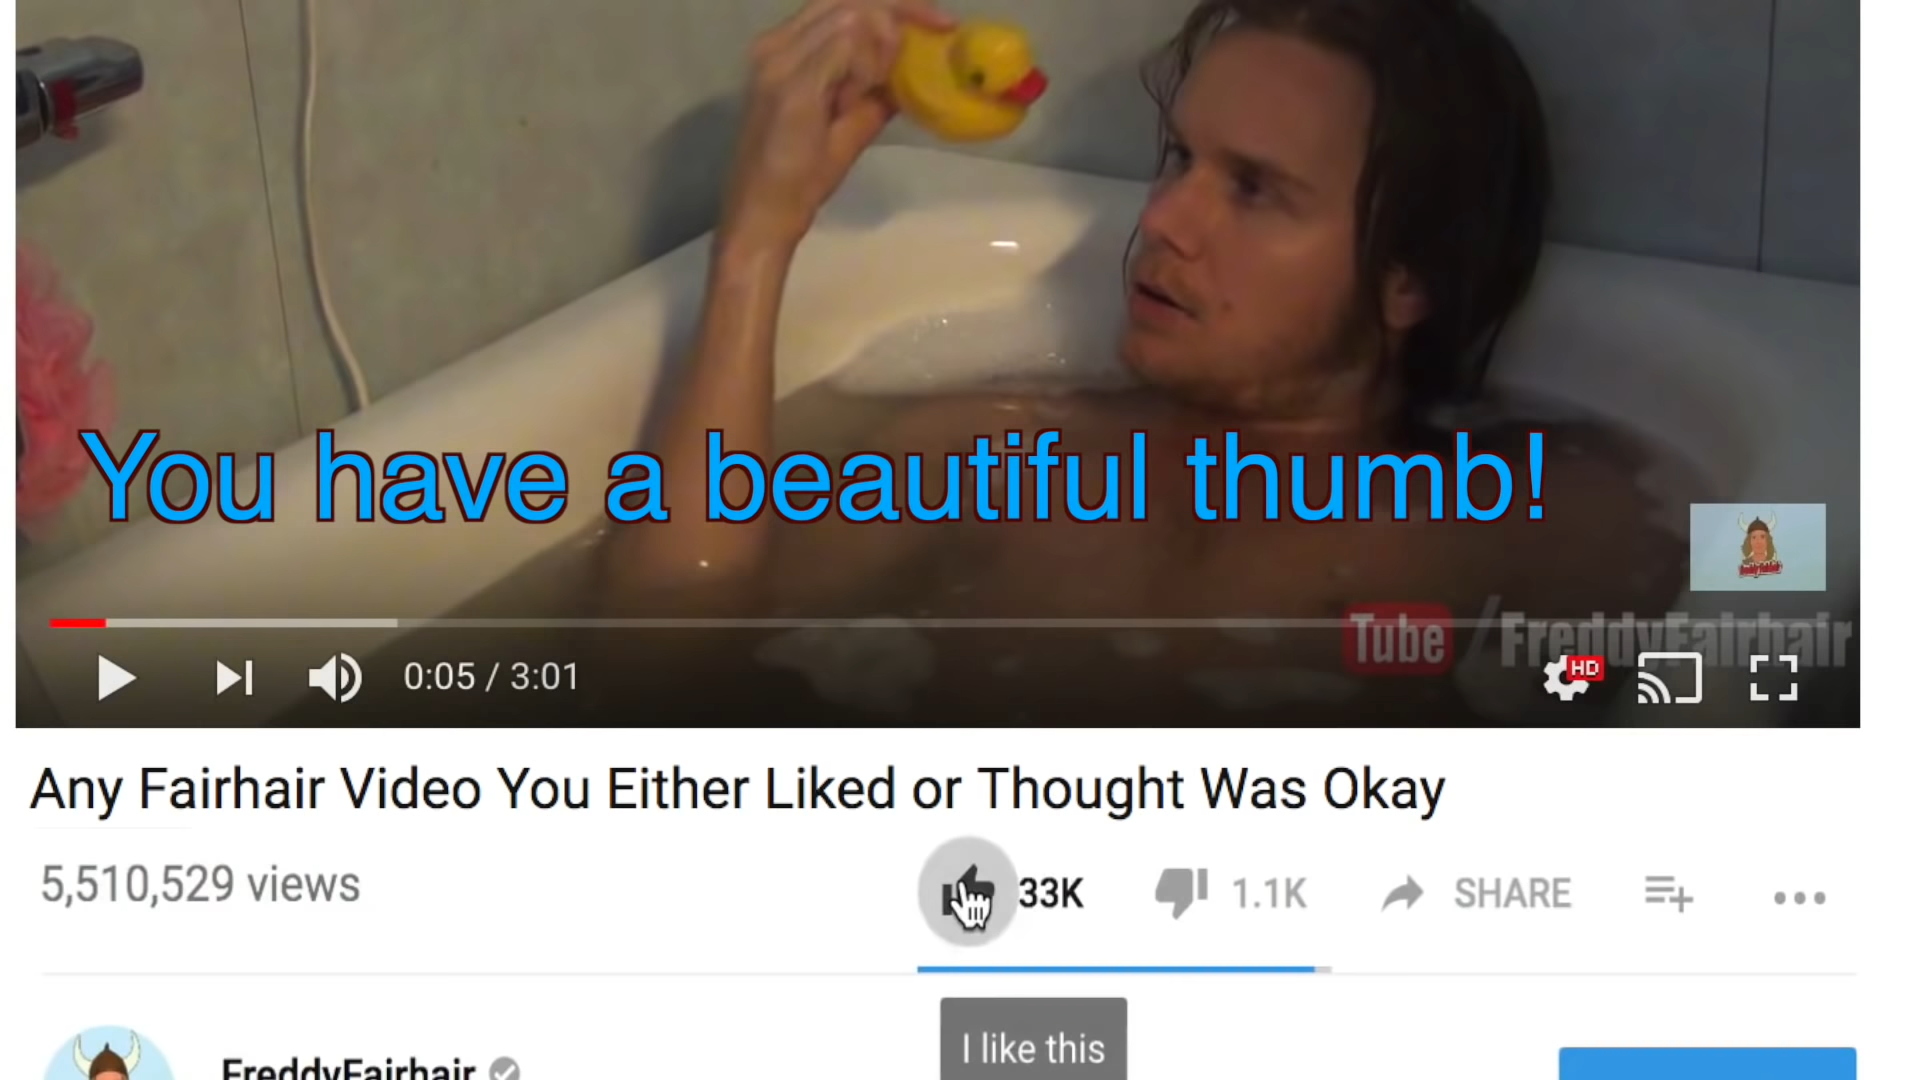 You have a beautiful thumb!
Tube /FreddyFairhair
0:05 / 3:01
HD
Any Fairhair Video You Either Liked or Thought Was Okay
5,510,529 views
33K
1.1K
SHARE
I like this
FreddyFairhair